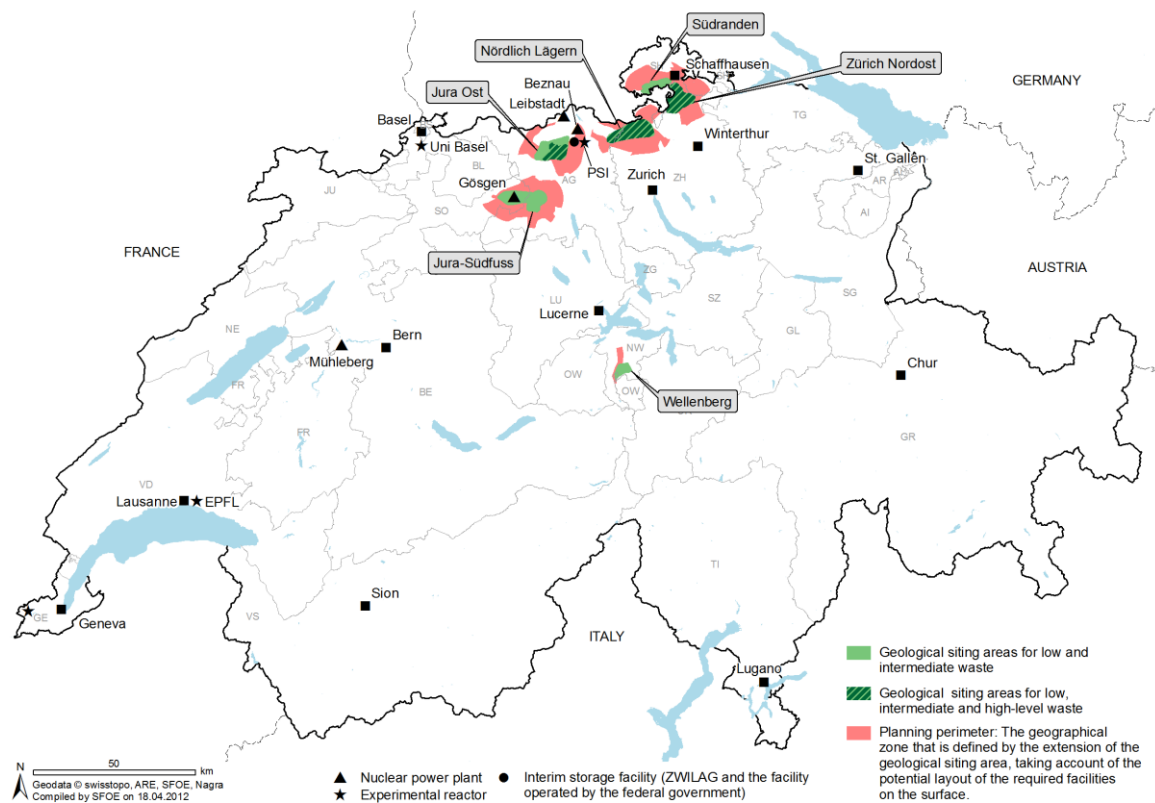 Südranden
Nördlich Lägern
SH
Schaffhausen
Zürich Nordost
GERMANY
Beznau
Jura Ost
Leibstadt
Basel
BS
Winterthur
TG
Uni Basel
BL
PSI
St. Gallen
AR
JU
Gösgen
AG
Zurich
ZH
AI
SO
FRANCE
Jura-Südfuss
AUSTRIA
ZG
LU
SZ
SG
Lucerne
NE
Bern
NW
GL
Mühleberg
OW
Chur
FR
BE
OW
Wellenberg
FR
GR
VD
Lausanne
EPFL
TI
Sion
GE
Geneva
VS
ITALY
Lugano
Geological siting areas for low and
intermediate waste
Geological siting areas for low,
intermediate and high-level waste
Planning perimeter: The geographical
zone that is defined by the extension of the
geological siting area, taking account of the
potential layout of the required facilities
on the surface.
N
50
km
Geodata © swisstopo, ARE, SFOE, Nagra
Compiled by SFOE on 18.04.2012
Nuclear power plant
Experimental reactor
Interim storage facility (ZWILAG and the facility
operated by the federal government)